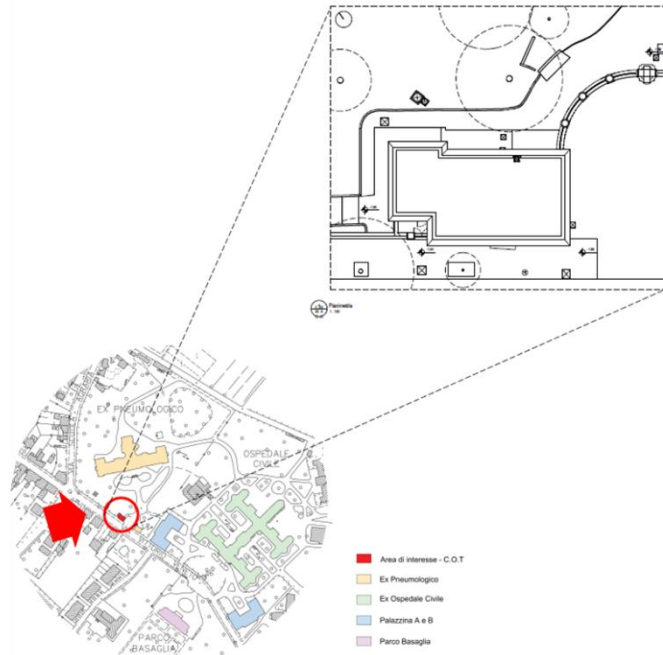 Planimetria
EX PNEUMOLOGICO
OSPEDALE
CIVILE
PARCO
BASAGLIA
Area di interesse - C.O.T
Ex Pneumologico
Ex Ospedale Civile
Palazzina A e B
Parco Basaglia